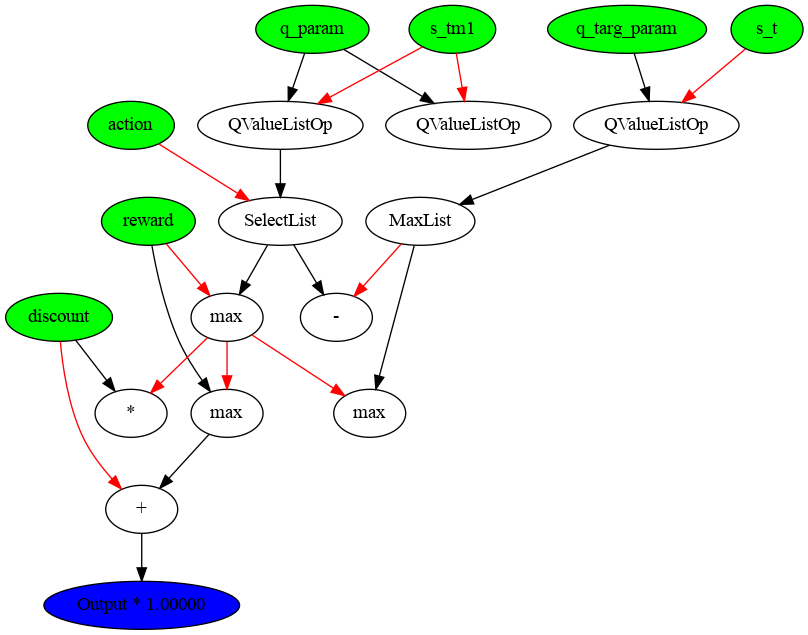 q_param
s_tm1
q_targ_param
s_t
action
QValueListOp
QValueListOp
QValueListOp
reward
SelectList
MaxList
discount
max
-
*
max
max
+
Output * 1.00000